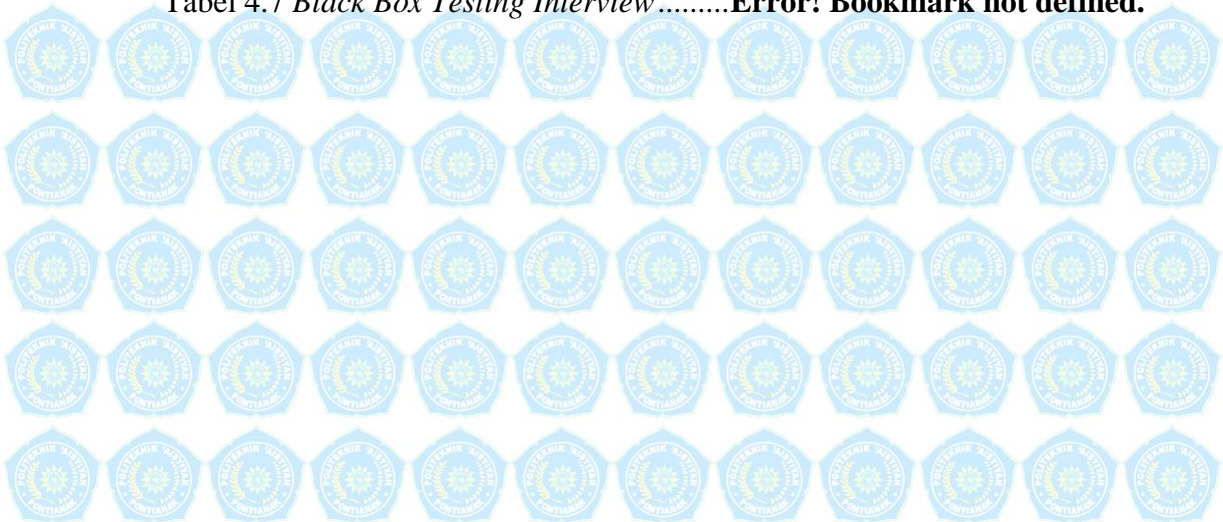 Tabel 4.7 Black Box Testing Interview.........Error! Bookmark not defined.